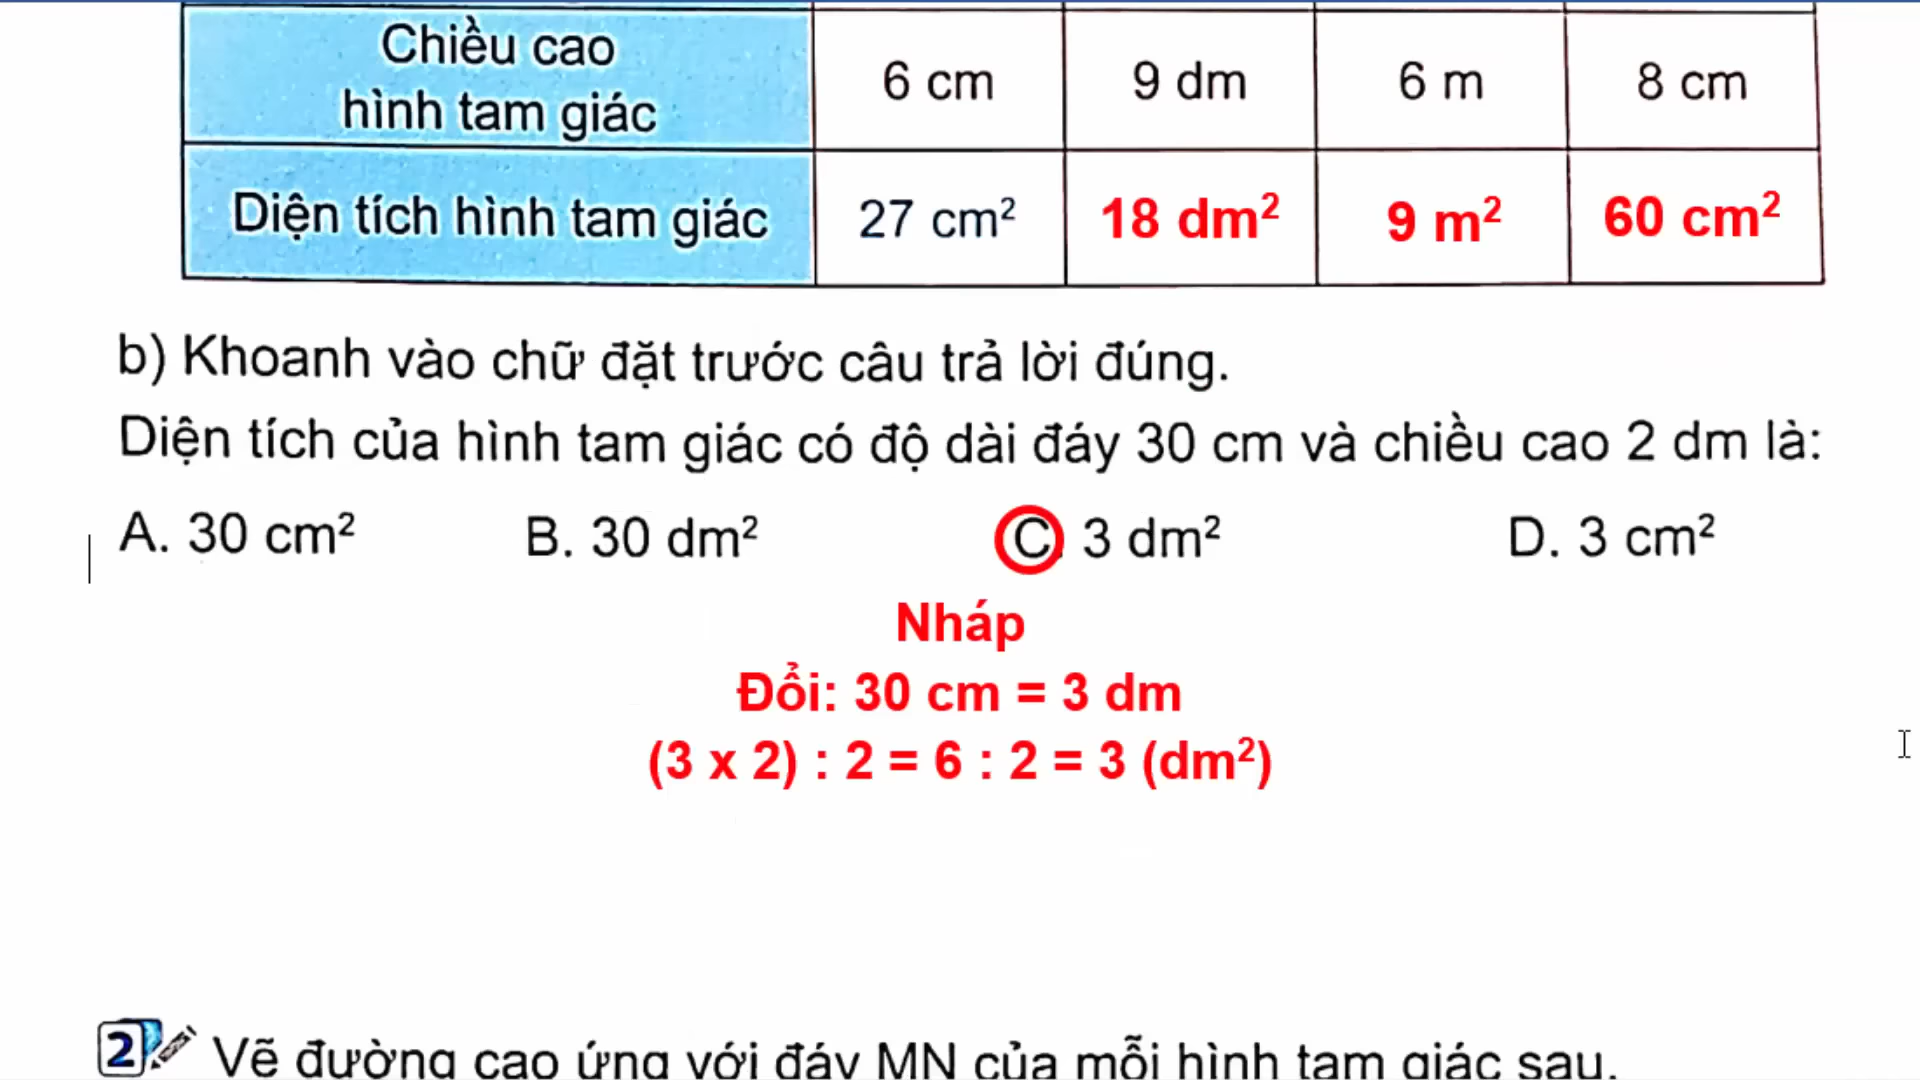 Chiều cao
hình tam giác
6 cm
9 dm
6 m
8 cm
Diện tích hình tam giác
27 cm²
18 dm²
9 m²
60 cm²
b) Khoanh vào chữ đặt trước câu trả lời đúng.
Diện tích của hình tam giác có độ dài đáy 30 cm và chiều cao 2 dm là:
A. 30 cm² B. 30 dm² C. 3 dm² D. 3 cm²
Nháp
Đổi: 30 cm = 3 dm
(3 x 2) : 2 = 6 : 2 = 3 (dm²)
2 Vẽ đường cao ứng với đáy MN của mỗi hình tam giác sau.